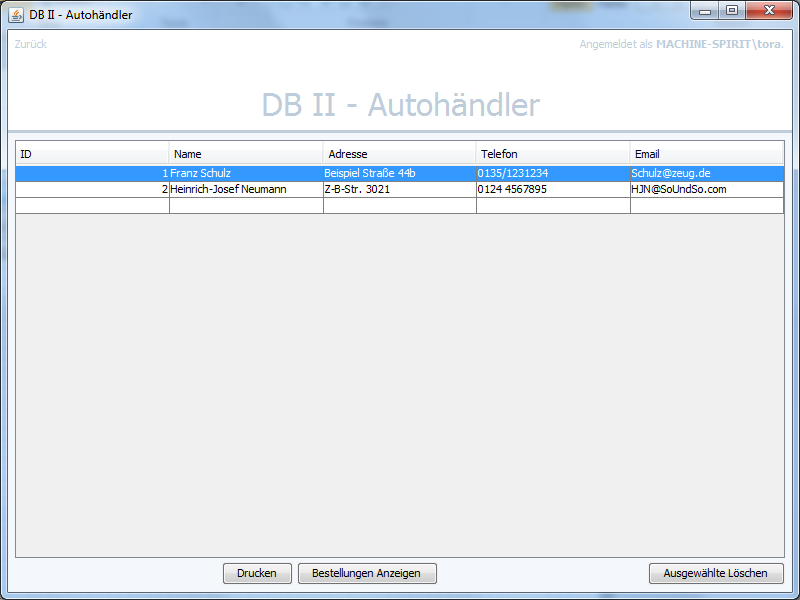 DB II - Autohändler
Zurück
Angemeldet als MACHINE-SPIRIT\tora.
DB II - Autohändler
ID Name Adresse Telefon Email
1 Franz Schulz Beispiel Straße 44b 0135/1231234 Schulz@zeug.de
2 Heinrich-Josef Neumann Z-B-Str. 3021 0124 4567895 HJN@SoUndSo.com
Drucken Bestellungen Anzeigen Ausgewählte Löschen